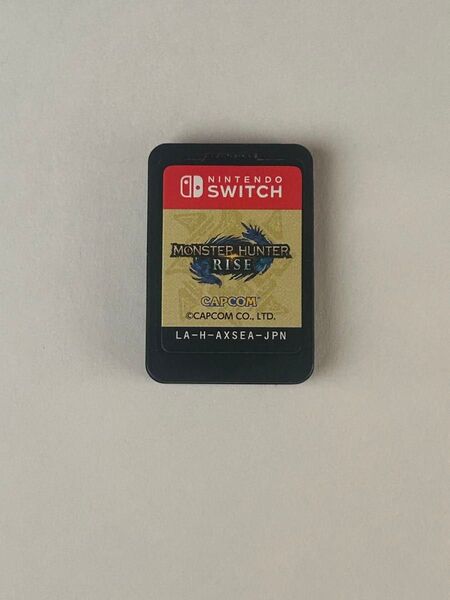 NINTENDO
SWITCH
MONSTER HUNTER
RISE
CAPCOM
©CAPCOM CO., LTD.
LA-H-AXSEA-JPN